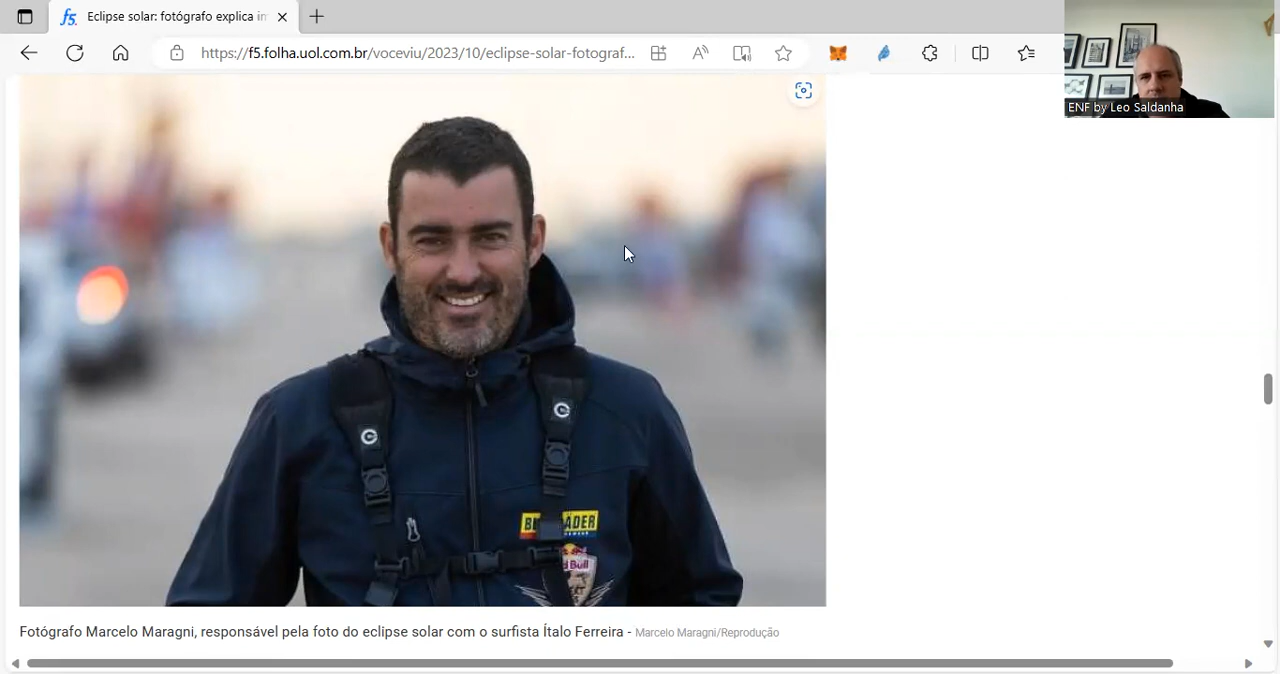 Eclipse solar: fotógrafo explica
https://f5.folha.uol.com.br/voceviu/2023/10/eclipse-solar-fotograf...
ENF by Leo Saldanha
Bull
Fotógrafo Marcelo Maragni, responsável pela foto do eclipse solar com o surfista Ítalo Ferreira - Marcelo Maragni/Reprodução